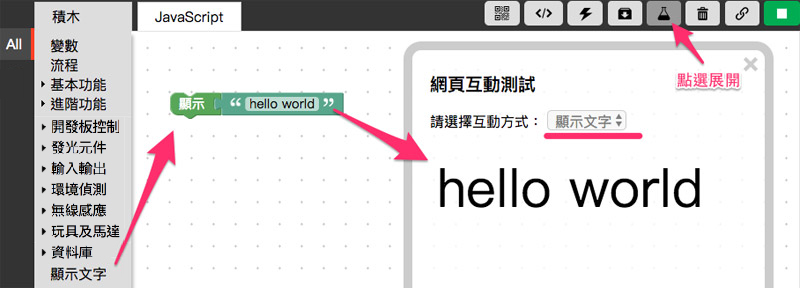 積木
JavaScript
</>
All
變數
流程
基本功能
進階功能
開發板控制
發光元件
輸入輸出
環境偵測
無線感應
玩具及馬達
資料庫
顯示文字
顯示 “ hello world ”
點選展開
網頁互動測試
請選擇互動方式： 顯示文字
hello world